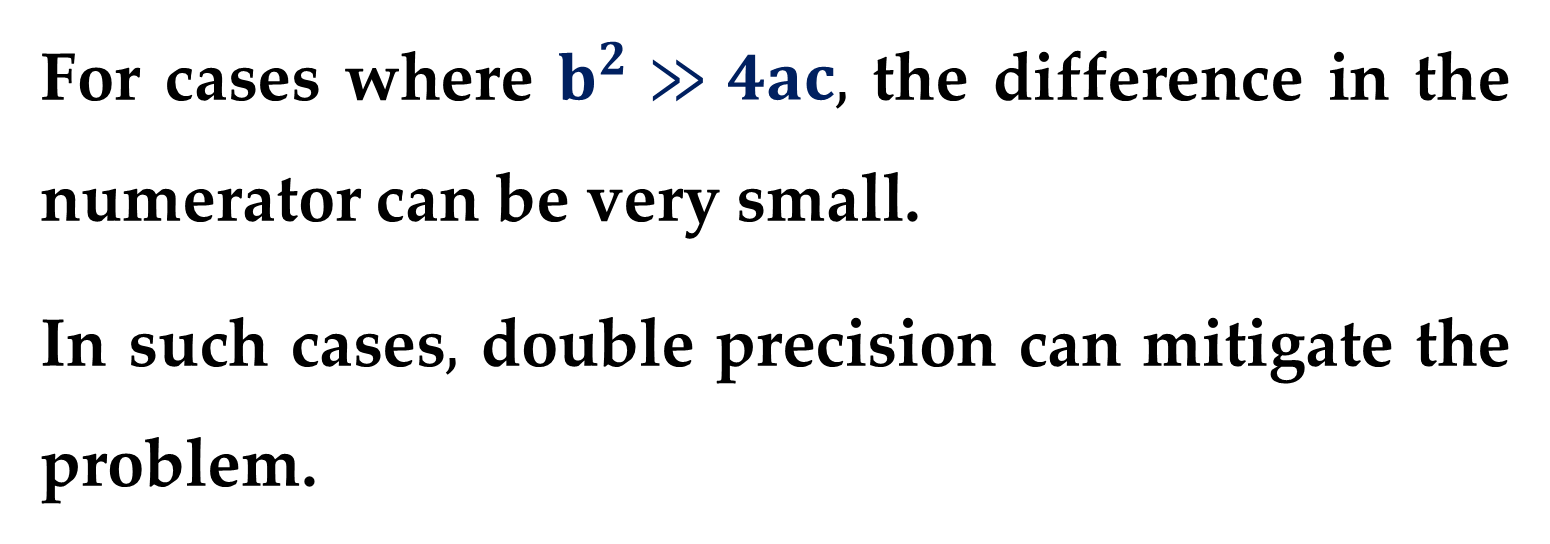 For cases where b² ≫ 4ac, the difference in the
numerator can be very small.
In such cases, double precision can mitigate the
problem.